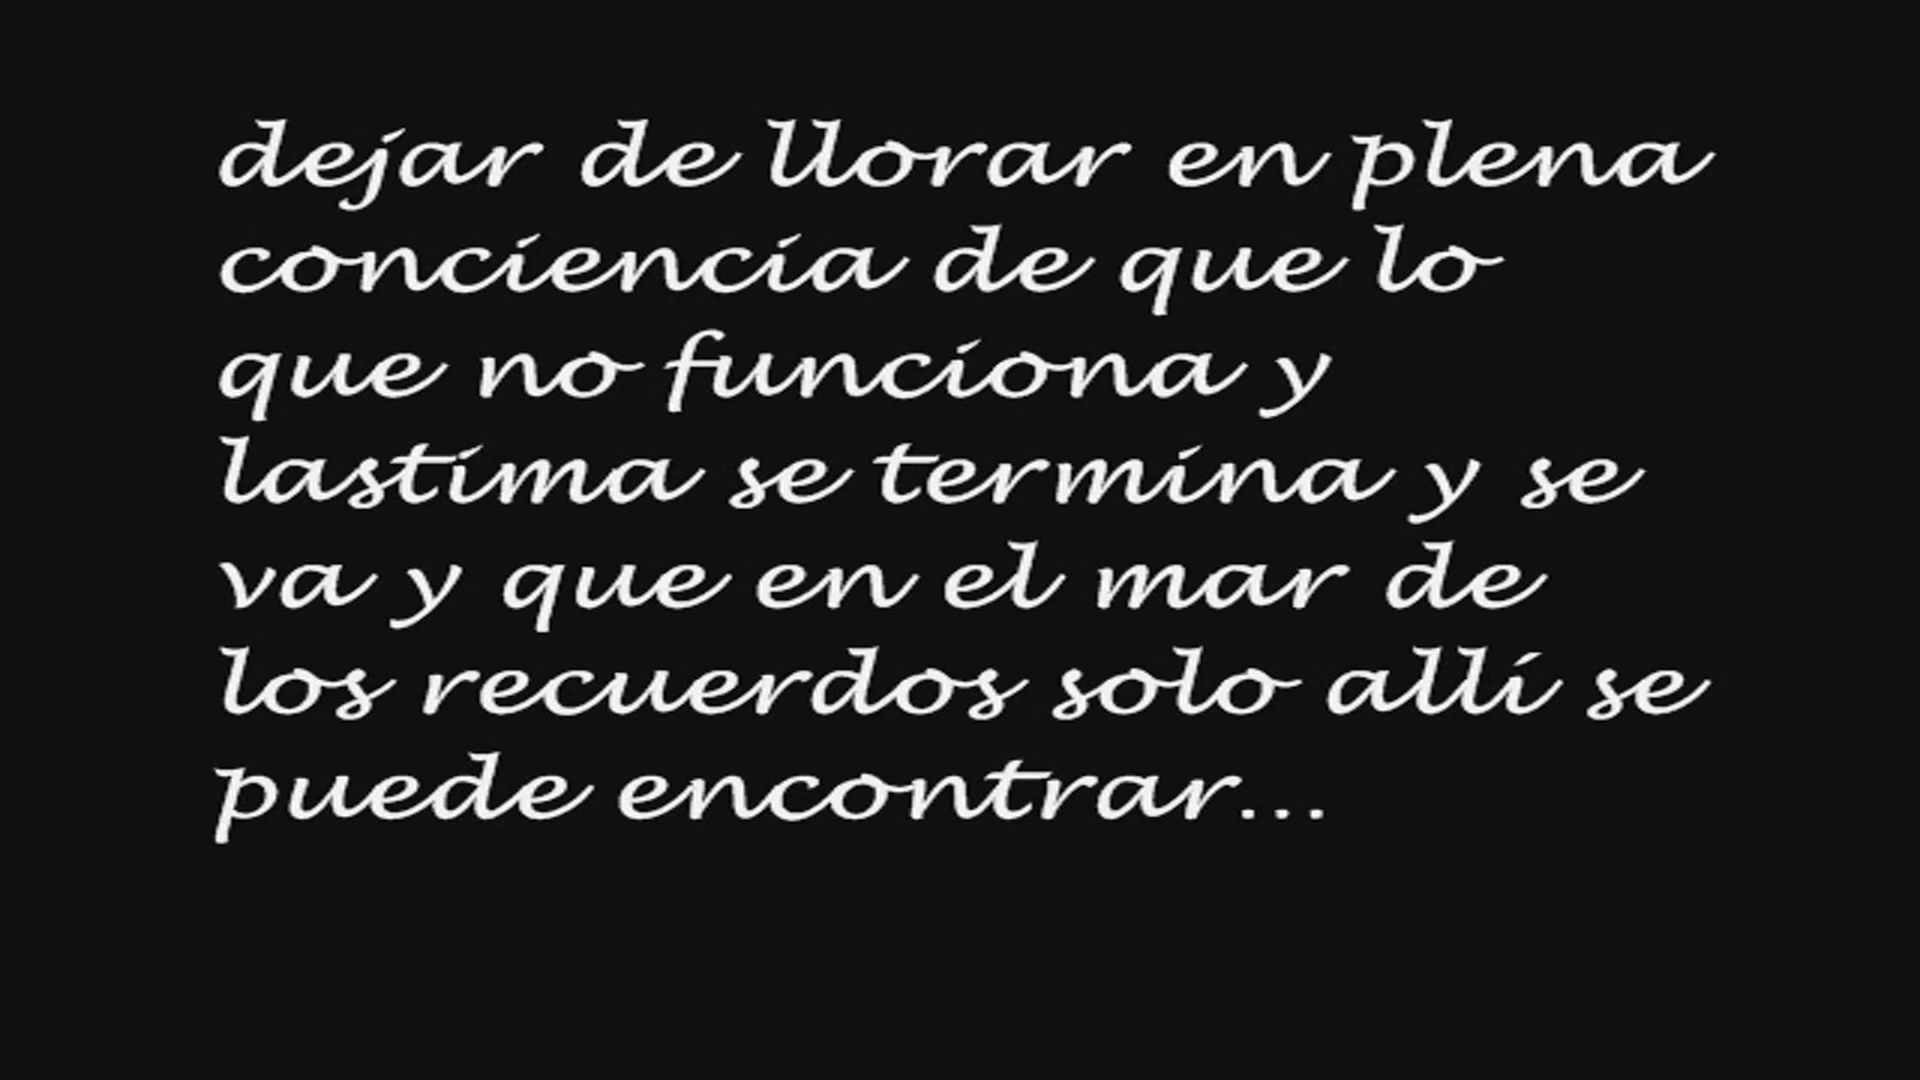 dejar de llorar en plena
conciencia de que lo
que no funciona y
lastima se termina y se
va y que en el mar de
los recuerdos solo allí se
puede encontrar...